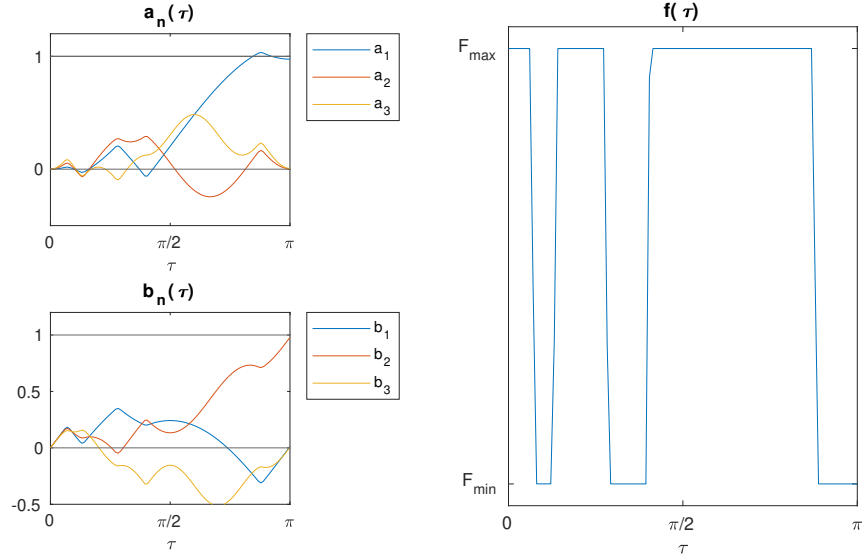 a_n(τ)
1
0
0
π/2
π
τ
a_1
a_2
a_3
b_n(τ)
1
0.5
0
-0.5
0
π/2
π
τ
b_1
b_2
b_3
f(τ)
F_max
F_min
0
π/2
π
τ